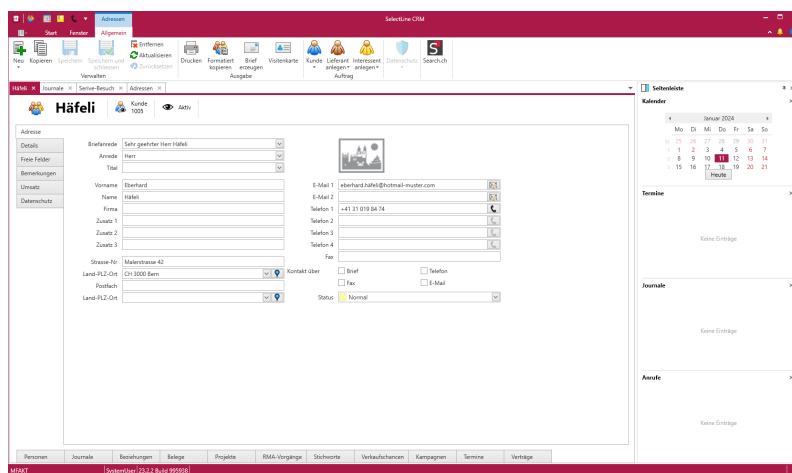 Adressen
SelectLine CRM
Start Fenster Allgemein
Neu Kopieren Speichern Speichern und schliessen
Entfernen
Aktualisieren
Zurücksetzen
Drucken Formatiert kopieren Brief erzeugen Visitenkarte
Kunde Lieferant anlegen Interessent anlegen Datenschutz Search.ch
Verwalten Ausgabe Auftrag
Häfeli Journale Serive-Besuch Adressen
Häfeli
Kunde
1005
Aktiv
Adresse
Details
Freie Felder
Bemerkungen
Umsatz
Datenschutz
Briefanrede Sehr geehrter Herr Häfeli
Anrede Herr
Titel
Vorname Eberhard
Name Häfeli
Firma
Zusatz 1
Zusatz 2
Zusatz 3
Strasse-Nr Malerstrasse 42
Land-PLZ-Ort CH 3000 Bern
Postfach
Land-PLZ-Ort
E-Mail 1 eberhard.häfeli@hotmail-muster.com
E-Mail 2
Telefon 1 +41 31 019 84 74
Telefon 2
Telefon 3
Telefon 4
Fax
Kontakt über Brief Telefon
Fax E-Mail
Status Normal
Personen Journale Beziehungen Belege Projekte RMA-Vorgänge Stichworte Verkaufschancen Kampagnen Termine Verträge
MFAKT SystemUser 23.2.2 Build 995938
Seitenleiste
Kalender
Januar 2024
Mo Di Mi Do Fr Sa So
25 26 27 28 29 30 31
1 2 3 4 5 6 7
8 9 10 11 12 13 14
15 16 17 18 19 20 21
Heute
Termine
Keine Einträge
Journale
Keine Einträge
Anrufe
Keine Einträge